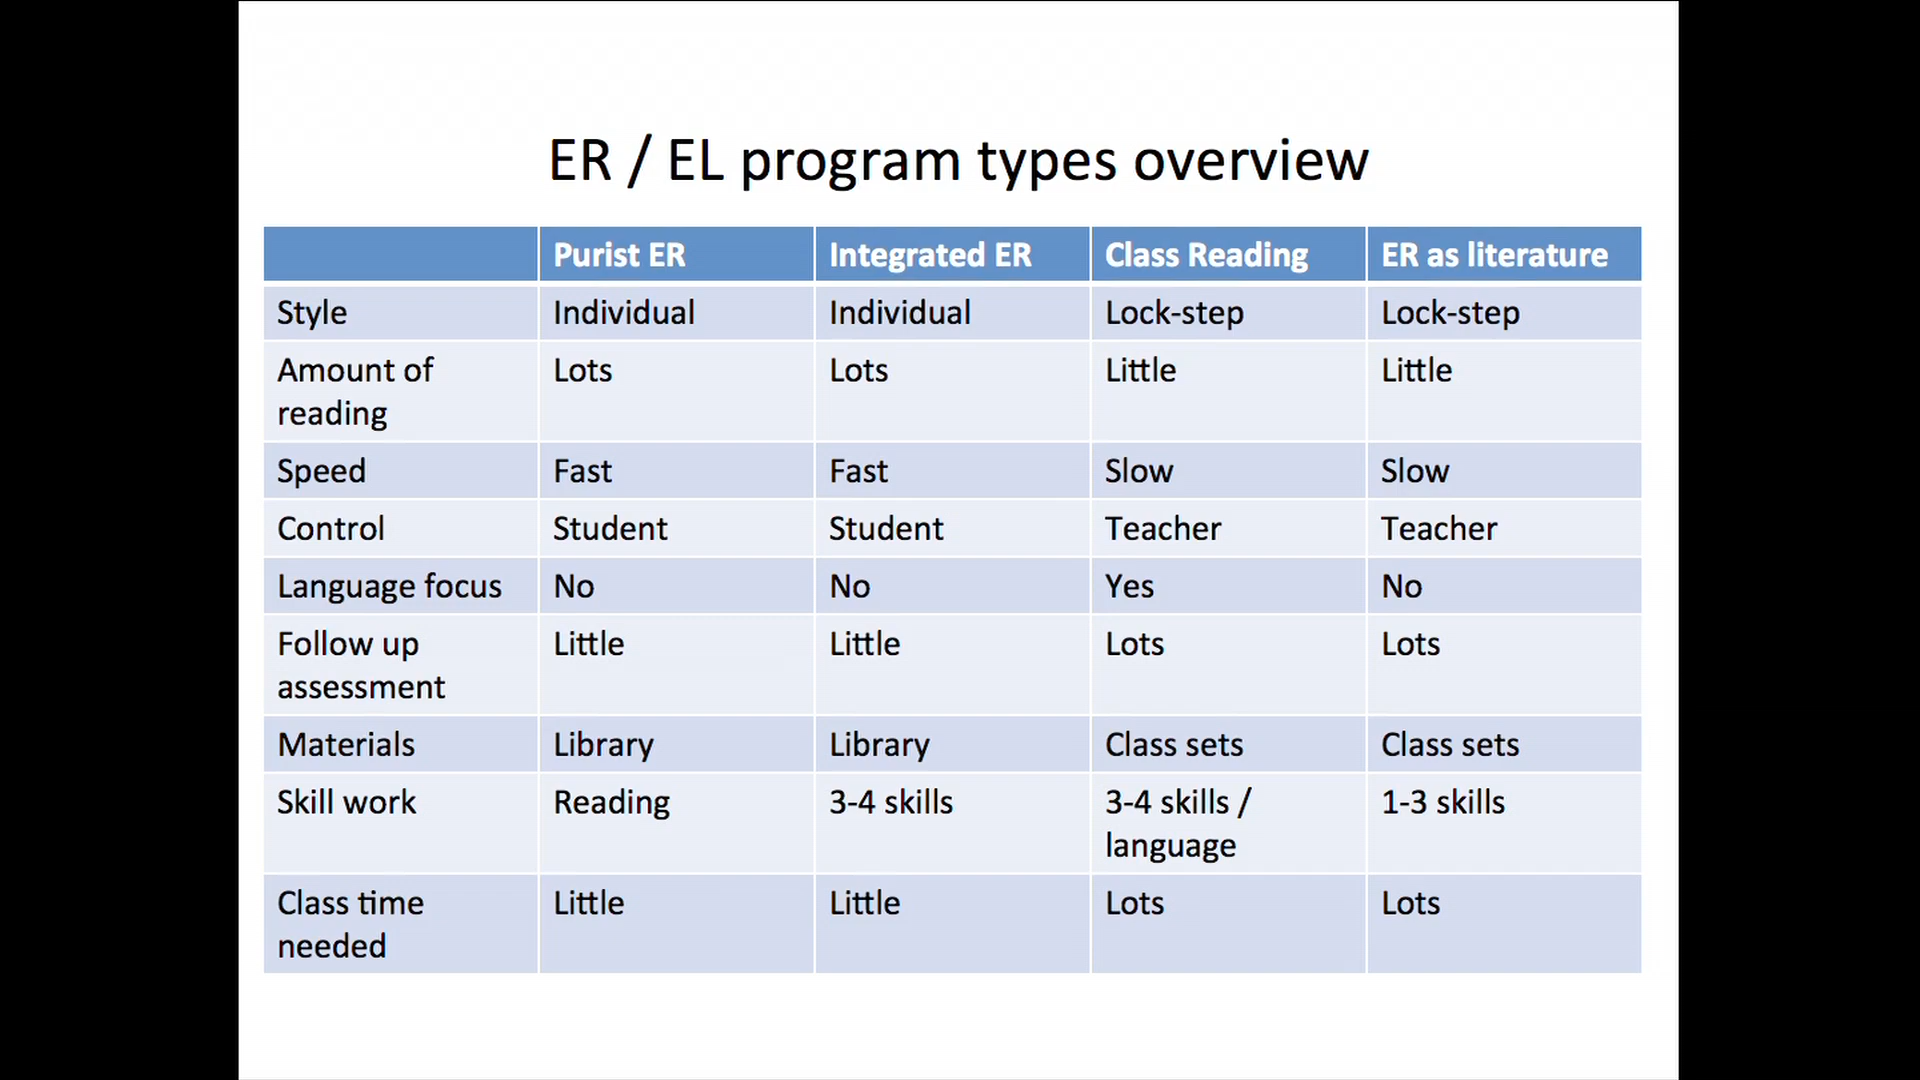 ER / EL program types overview
Purist ER Integrated ER Class Reading ER as literature
Style Individual Individual Lock-step Lock-step
Amount of reading Lots Lots Little Little
Speed Fast Fast Slow Slow
Control Student Student Teacher Teacher
Language focus No No Yes No
Follow up assessment Little Little Lots Lots
Materials Library Library Class sets Class sets
Skill work Reading 3-4 skills 3-4 skills / language 1-3 skills
Class time needed Little Little Lots Lots